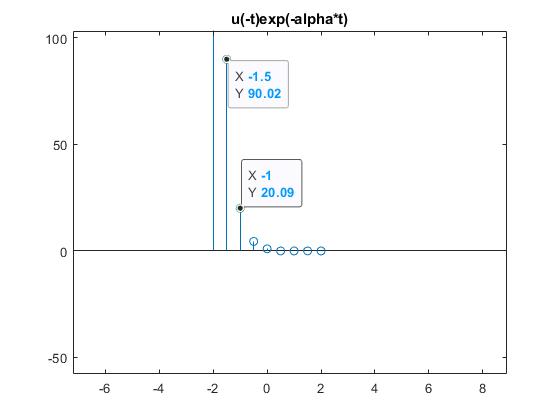 u(-t)exp(-alpha*t)
100
X -1.5
Y 90.02
50
X -1
Y 20.09
0
-50
-6 -4 -2 0 2 4 6 8